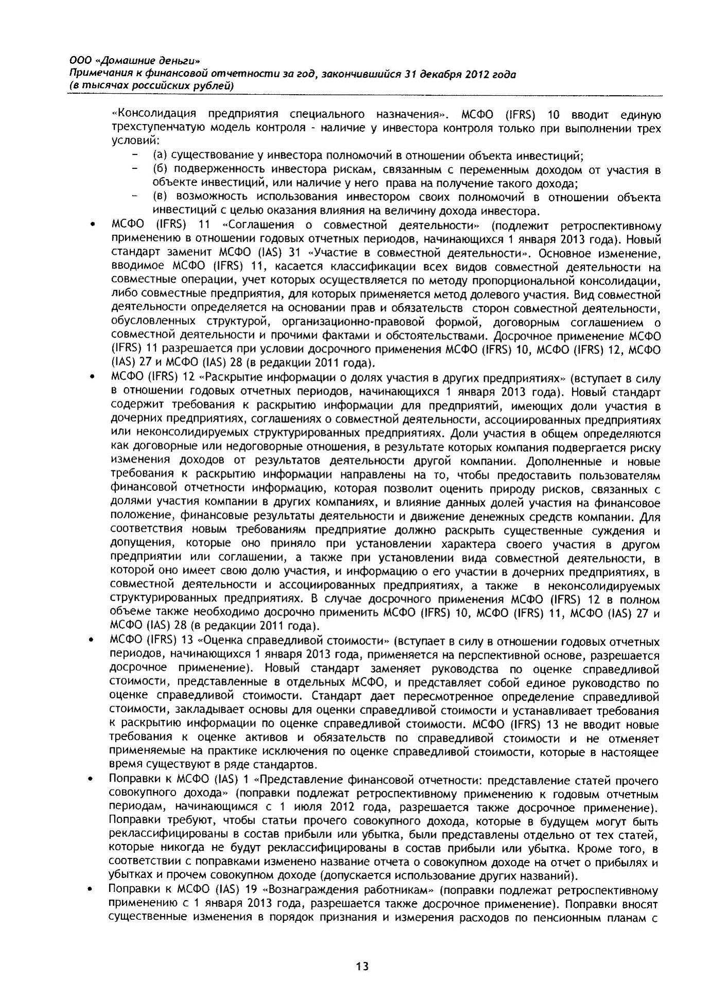 ООО «Домашние деньги»
Примечания к финансовой отчетности за год, закончившийся 31 декабря 2012 года
(в тысячах российских рублей)
«Консолидация предприятия специального назначения». МСФО (IFRS) 10 вводит единую
трехступенчатую модель контроля - наличие у инвестора контроля только при выполнении трех
условий:
– (а) существование у инвестора полномочий в отношении объекта инвестиций;
– (б) подверженность инвестора рискам, связанным с переменным доходом от участия в
объекте инвестиций, или наличие у него права на получение такого дохода;
– (в) возможность использования инвестором своих полномочий в отношении объекта
инвестиций с целью оказания влияния на величину дохода инвестора.
• МСФО (IFRS) 11 «Соглашения о совместной деятельности» (подлежит ретроспективному
применению в отношении годовых отчетных периодов, начинающихся 1 января 2013 года). Новый
стандарт заменит МСФО (IAS) 31 «Участие в совместной деятельности». Основное изменение,
вводимое МСФО (IFRS) 11, касается классификации всех видов совместной деятельности на
совместные операции, учет которых осуществляется по методу пропорциональной консолидации,
либо совместные предприятия, для которых применяется метод долевого участия. Вид совместной
деятельности определяется на основании прав и обязательств сторон совместной деятельности,
обусловленных структурой, организационно-правовой формой, договорным соглашением о
совместной деятельности и прочими фактами и обстоятельствами. Досрочное применение МСФО
(IFRS) 11 разрешается при условии досрочного применения МСФО (IFRS) 10, МСФО (IFRS) 12, МСФО
(IAS) 27 и МСФО (IAS) 28 (в редакции 2011 года).
• МСФО (IFRS) 12 «Раскрытие информации о долях участия в других предприятиях» (вступает в силу
в отношении годовых отчетных периодов, начинающихся 1 января 2013 года). Новый стандарт
содержит требования к раскрытию информации для предприятий, имеющих доли участия в
дочерних предприятиях, соглашениях о совместной деятельности, ассоциированных предприятиях
или неконсолидируемых структурированных предприятиях. Доли участия в общем определяются
как договорные или недоговорные отношения, в результате которых компания подвергается риску
изменения доходов от результатов деятельности другой компании. Дополненные и новые
требования к раскрытию информации направлены на то, чтобы предоставить пользователям
финансовой отчетности информацию, которая позволит оценить природу рисков, связанных с
долями участия компании в других компаниях, и влияние данных долей участия на финансовое
положение, финансовые результаты деятельности и движение денежных средств компании. Для
соответствия новым требованиям предприятие должно раскрыть существенные суждения и
допущения, которые оно приняло при установлении характера своего участия в другом
предприятии или соглашении, а также при установлении вида совместной деятельности, в
которой оно имеет свою долю участия, и информацию о его участии в дочерних предприятиях, в
совместной деятельности и ассоциированных предприятиях, а также в неконсолидируемых
структурированных предприятиях. В случае досрочного применения МСФО (IFRS) 12 в полном
объеме также необходимо досрочно применить МСФО (IFRS) 10, МСФО (IFRS) 11, МСФО (IAS) 27 и
МСФО (IAS) 28 (в редакции 2011 года).
• МСФО (IFRS) 13 «Оценка справедливой стоимости» (вступает в силу в отношении годовых отчетных
периодов, начинающихся 1 января 2013 года, применяется на перспективной основе, разрешается
досрочное применение). Новый стандарт заменяет руководства по оценке справедливой
стоимости, представленные в отдельных МСФО, и представляет собой единое руководство по
оценке справедливой стоимости. Стандарт дает пересмотренное определение справедливой
стоимости, закладывает основы для оценки справедливой стоимости и устанавливает требования
к раскрытию информации по оценке справедливой стоимости. МСФО (IFRS) 13 не вводит новые
требования к оценке активов и обязательств по справедливой стоимости и не отменяет
применяемые на практике исключения по оценке справедливой стоимости, которые в настоящее
время существуют в ряде стандартов.
• Поправки к МСФО (IAS) 1 «Представление финансовой отчетности: представление статей прочего
совокупного дохода» (поправки подлежат ретроспективному применению к годовым отчетным
периодам, начинающимся с 1 июля 2012 года, разрешается также досрочное применение).
Поправки требуют, чтобы статьи прочего совокупного дохода, которые в будущем могут быть
реклассифицированы в состав прибыли или убытка, были представлены отдельно от тех статей,
которые никогда не будут реклассифицированы в состав прибыли или убытка. Кроме того, в
соответствии с поправками изменено название отчета о совокупном доходе на отчет о прибылях и
убытках и прочем совокупном доходе (допускается использование других названий).
• Поправки к МСФО (IAS) 19 «Вознаграждения работникам» (поправки подлежат ретроспективному
применению с 1 января 2013 года, разрешается также досрочное применение). Поправки вносят
существенные изменения в порядок признания и измерения расходов по пенсионным планам с
13